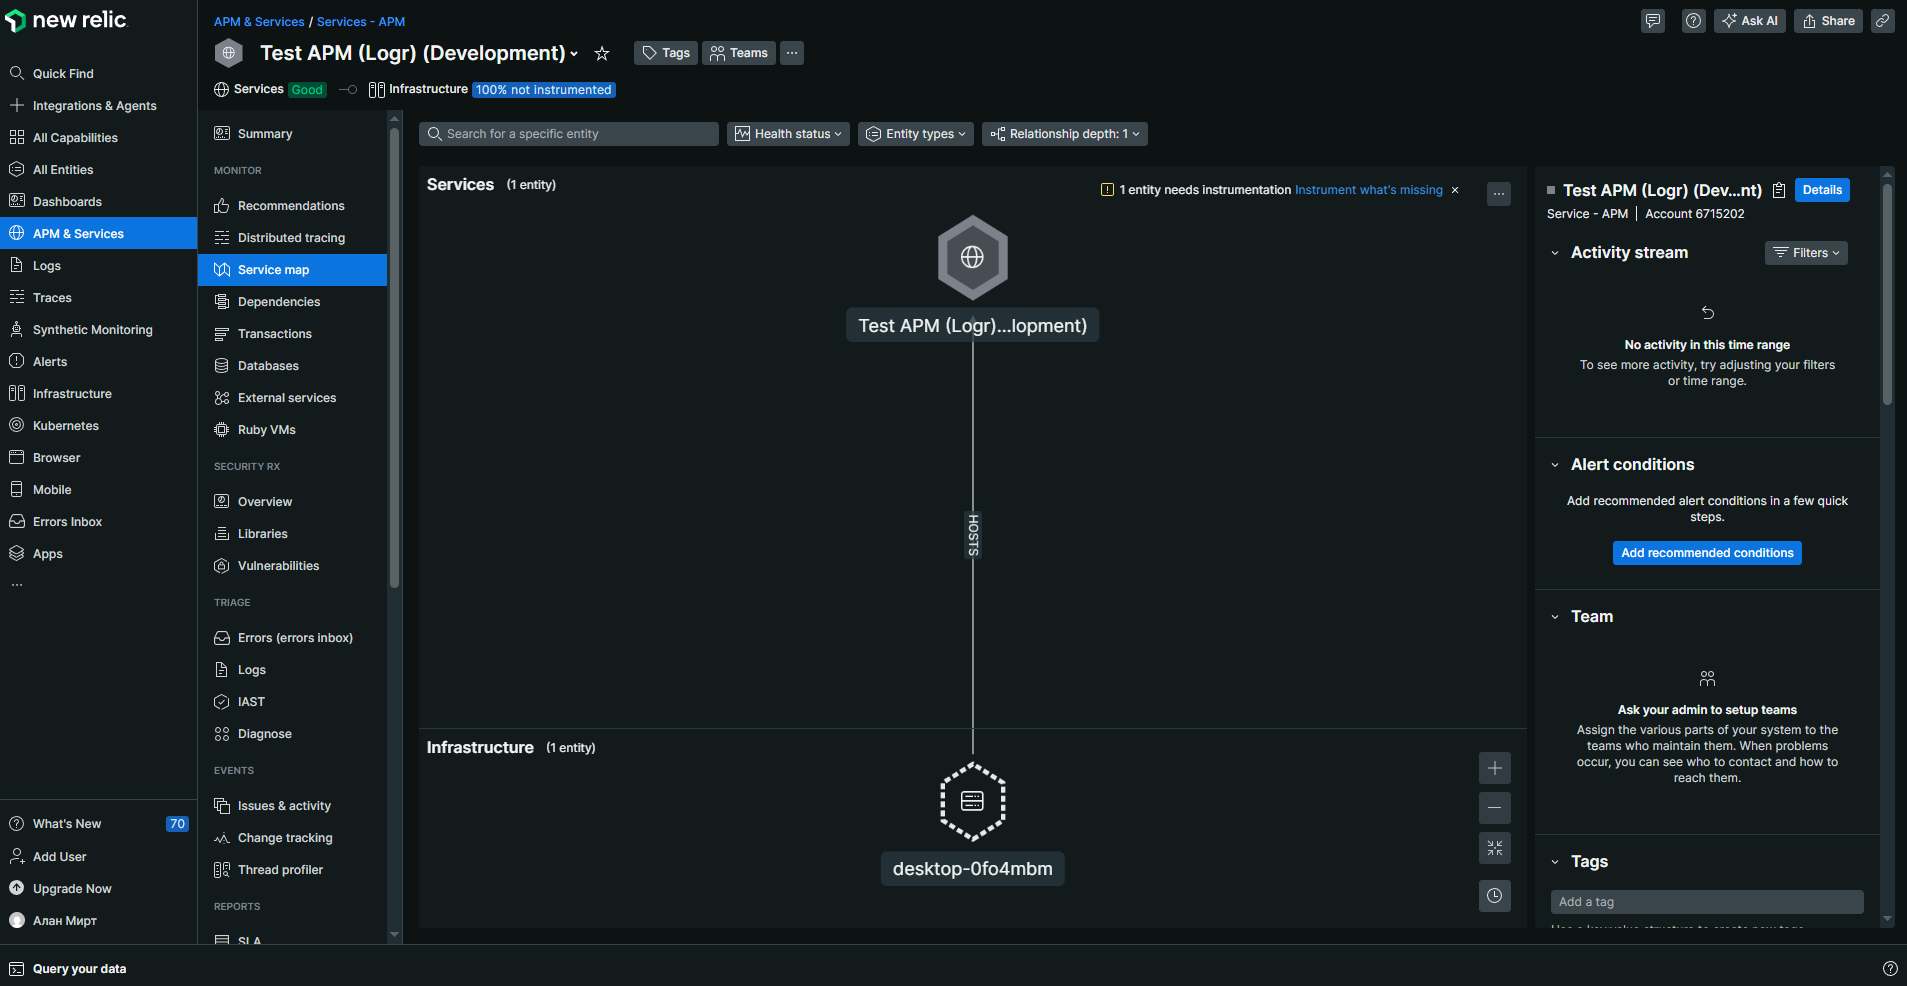 new relic
Quick Find
Integrations & Agents
All Capabilities
All Entities
Dashboards
APM & Services
Logs
Traces
Synthetic Monitoring
Alerts
Infrastructure
Kubernetes
Browser
Mobile
Errors Inbox
Apps
...
What's New 70
Add User
Upgrade Now
Алан Мирт
Query your data
APM & Services / Services - APM
Test APM (Logr) (Development)
Tags
Teams
...
Services Good
Infrastructure 100% not instrumented
Summary
MONITOR
Recommendations
Distributed tracing
Service map
Dependencies
Transactions
Databases
External services
Ruby VMs
SECURITY RX
Overview
Libraries
Vulnerabilities
TRIAGE
Errors (errors inbox)
Logs
IAST
Diagnose
EVENTS
Issues & activity
Change tracking
Thread profiler
REPORTS
SLA
Ask AI
Share
Search for a specific entity
Health status
Entity types
Relationship depth: 1
Services (1 entity)
1 entity needs instrumentation Instrument what's missing
...
Test APM (Logr)...lopment)
HOSTS
Infrastructure (1 entity)
desktop-0fo4mbm
Test APM (Logr) (Dev...nt)
Details
Service - APM | Account 6715202
Activity stream
Filters
No activity in this time range
To see more activity, try adjusting your filters
or time range.
Alert conditions
Add recommended alert conditions in a few quick
steps.
Add recommended conditions
Team
Ask your admin to setup teams
Assign the various parts of your system to the
teams who maintain them. When problems
occur, you can see who to contact and how to
reach them.
Tags
Add a tag